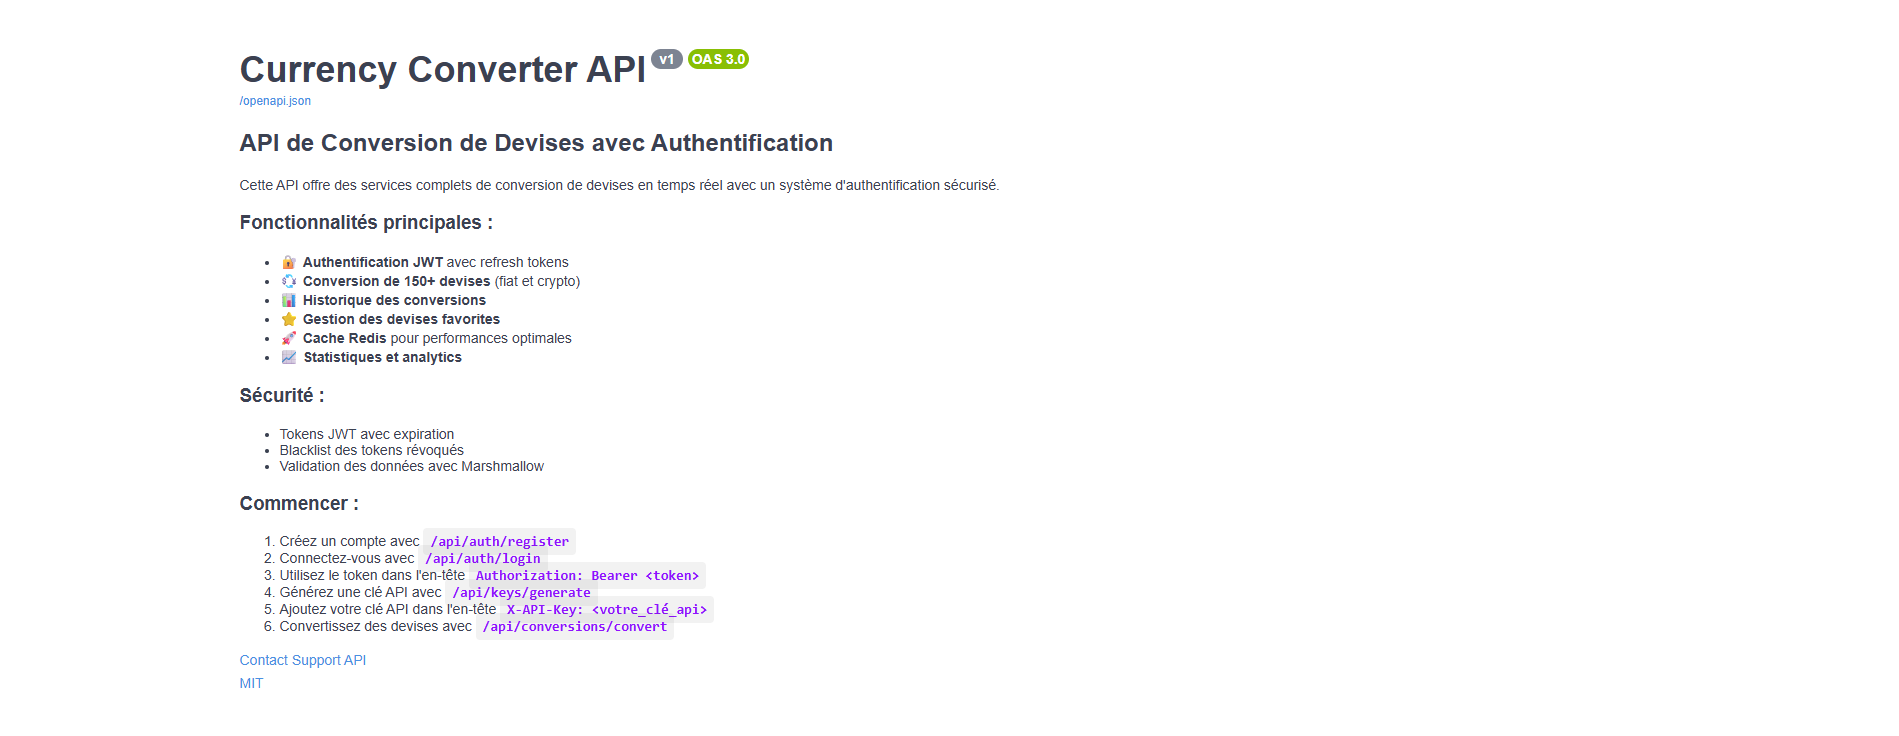 Currency Converter API v1 OAS 3.0
/openapi.json
API de Conversion de Devises avec Authentification
Cette API offre des services complets de conversion de devises en temps réel avec un système d'authentification sécurisé.
Fonctionnalités principales :
• 🔐 Authentification JWT avec refresh tokens
• 💱 Conversion de 150+ devises (fiat et crypto)
• 📊 Historique des conversions
• ⭐ Gestion des devises favorites
• 🚀 Cache Redis pour performances optimales
• 📈 Statistiques et analytics
Sécurité :
• Tokens JWT avec expiration
• Blacklist des tokens révoqués
• Validation des données avec Marshmallow
Commencer :
1. Créez un compte avec /api/auth/register
2. Connectez-vous avec /api/auth/login
3. Utilisez le token dans l'en-tête Authorization: Bearer <token>
4. Générez une clé API avec /api/keys/generate
5. Ajoutez votre clé API dans l'en-tête X-API-Key: <votre_clé_api>
6. Convertissez des devises avec /api/conversions/convert
Contact Support API
MIT